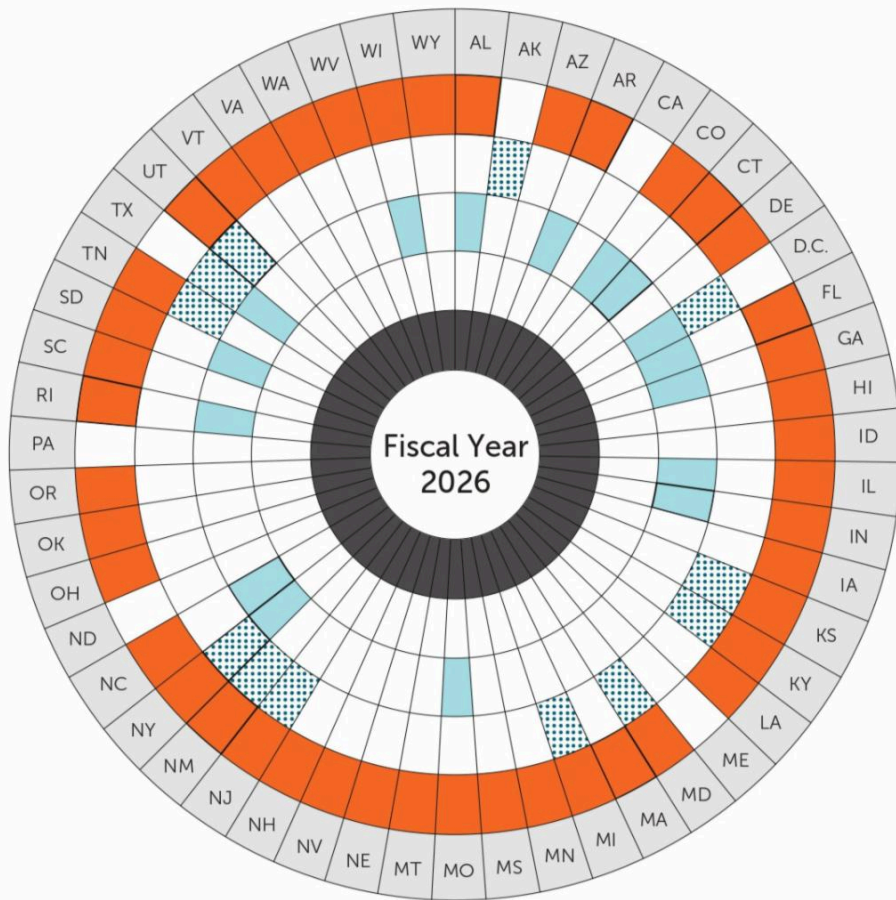 AL
AK
AZ
AR
CA
CO
CT
DE
D.C.
FL
GA
HI
ID
IL
IN
IA
KS
KY
LA
ME
MD
MA
MI
MN
MS
MO
MT
NE
NV
NH
NJ
NM
NY
NC
ND
OH
OK
OR
PA
RI
SC
SD
TN
TX
UT
VT
VA
WA
WV
WI
WY
Fiscal Year
2026